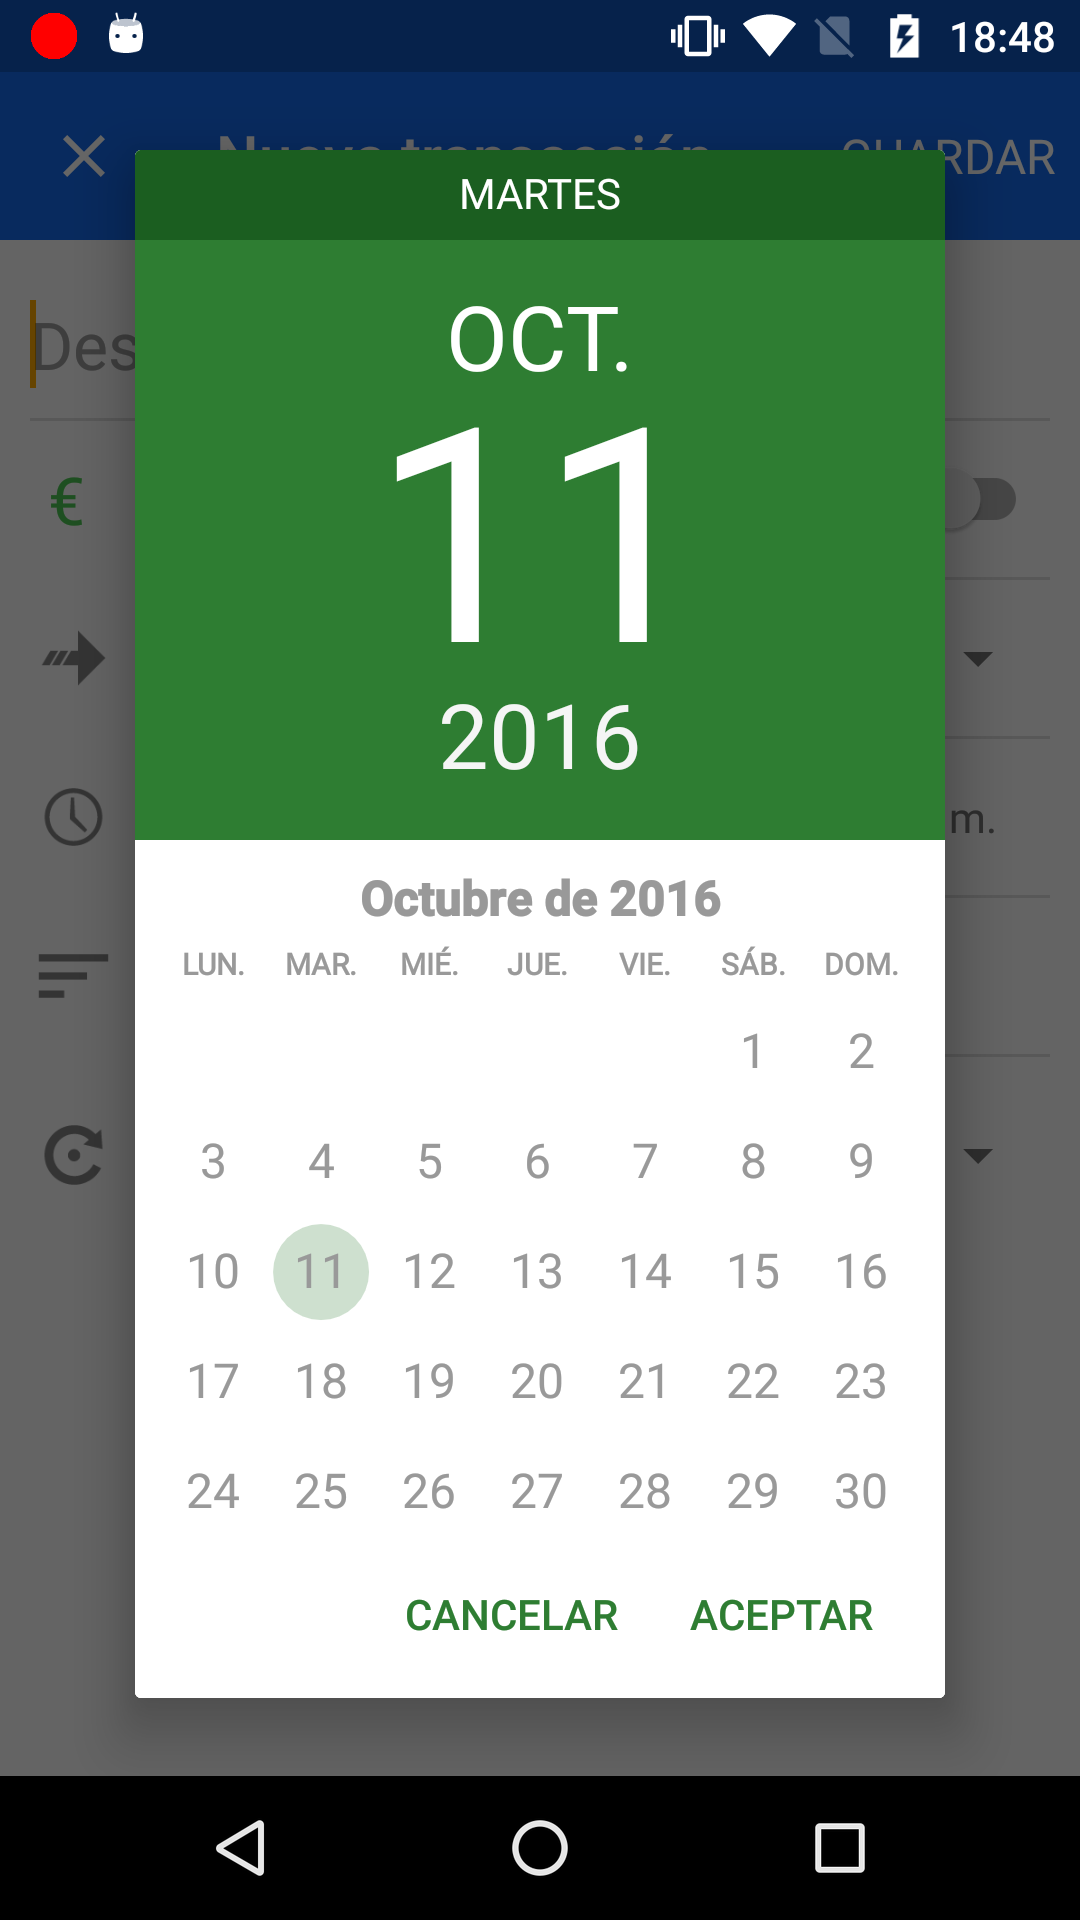 18:48
GUARDAR
MARTES
Des
OCT.
11
2016
€
m.
Octubre de 2016
LUN. MAR. MIÉ. JUE. VIE. SÁB. DOM.
1 2
3 4 5 6 7 8 9
10 11 12 13 14 15 16
17 18 19 20 21 22 23
24 25 26 27 28 29 30
CANCELAR ACEPTAR